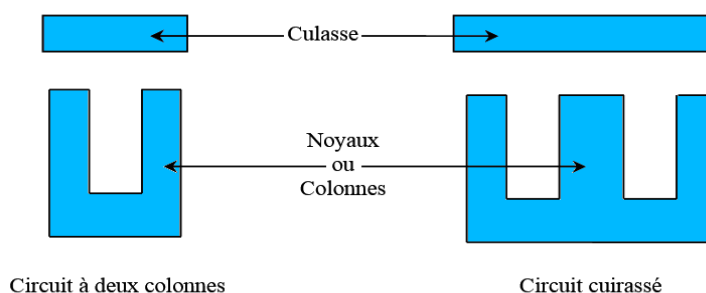 Culasse
Noyaux
ou
Colonnes
Circuit à deux colonnes
Circuit cuirassé